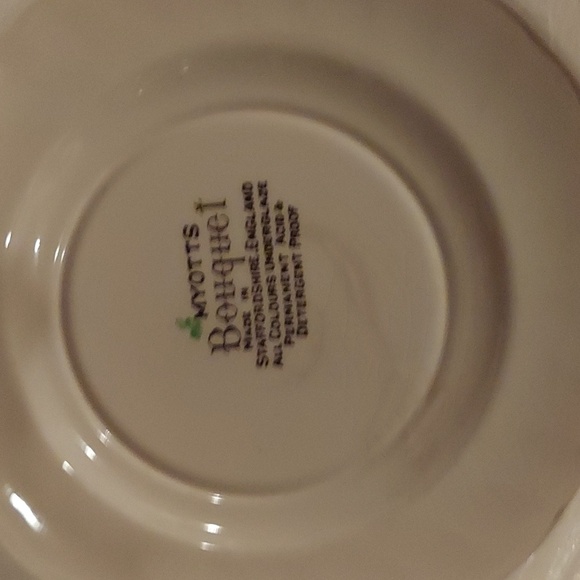 MYOTTS
Bouquet
MADE IN
STAFFORDSHIRE.ENGLAND
ALL COLOURS UNDERGLAZE
PERMANENT ACID &
DETERGENT PROOF